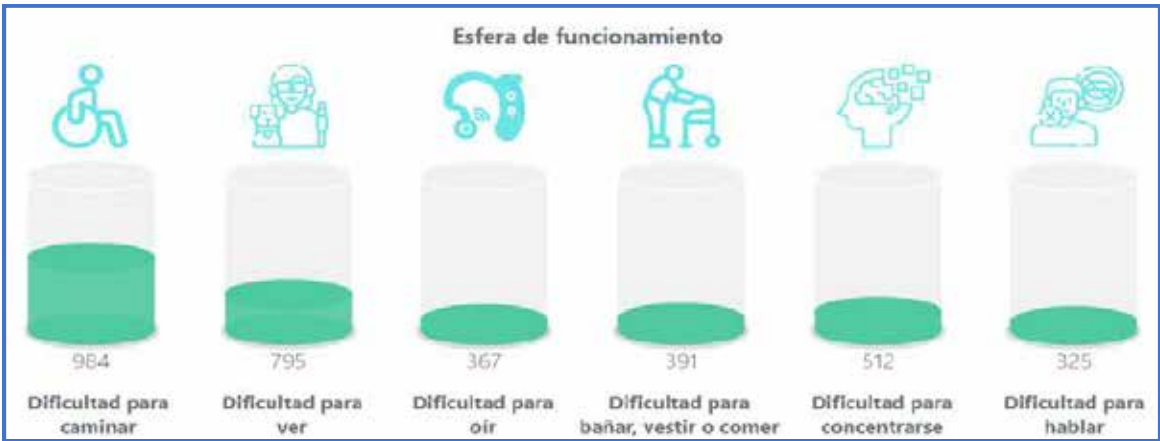 Esfera de funcionamiento
984
Dificultad para
caminar
795
Dificultad para
ver
367
Dificultad para
oír
391
Dificultad para
bañar, vestir o comer
512
Dificultad para
concentrarse
325
Dificultad para
hablar